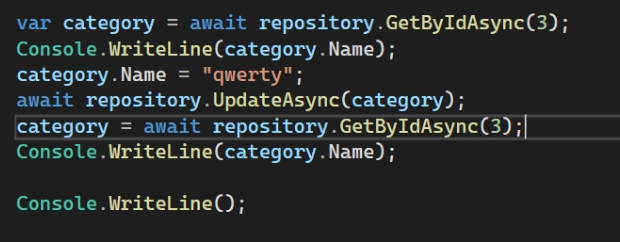 var category = await repository.GetByIdAsync(3);
Console.WriteLine(category.Name);
category.Name = "qwerty";
await repository.UpdateAsync(category);
category = await repository.GetByIdAsync(3);
Console.WriteLine(category.Name);
Console.WriteLine();